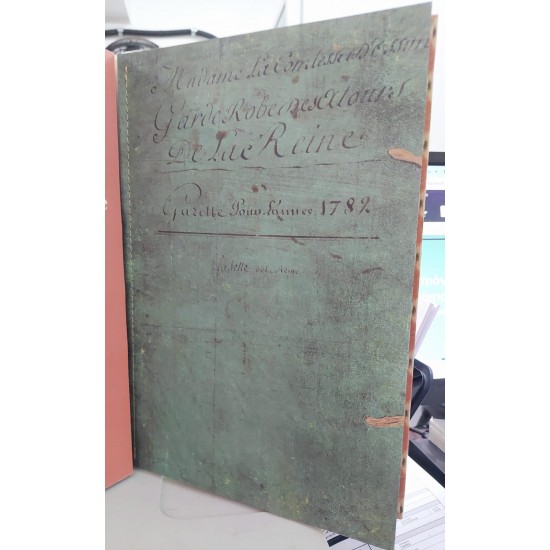 Madame La Comtesse d'Ossun
Garde Robe des Atours
De La Reine
Gazette Pour L'année 1782